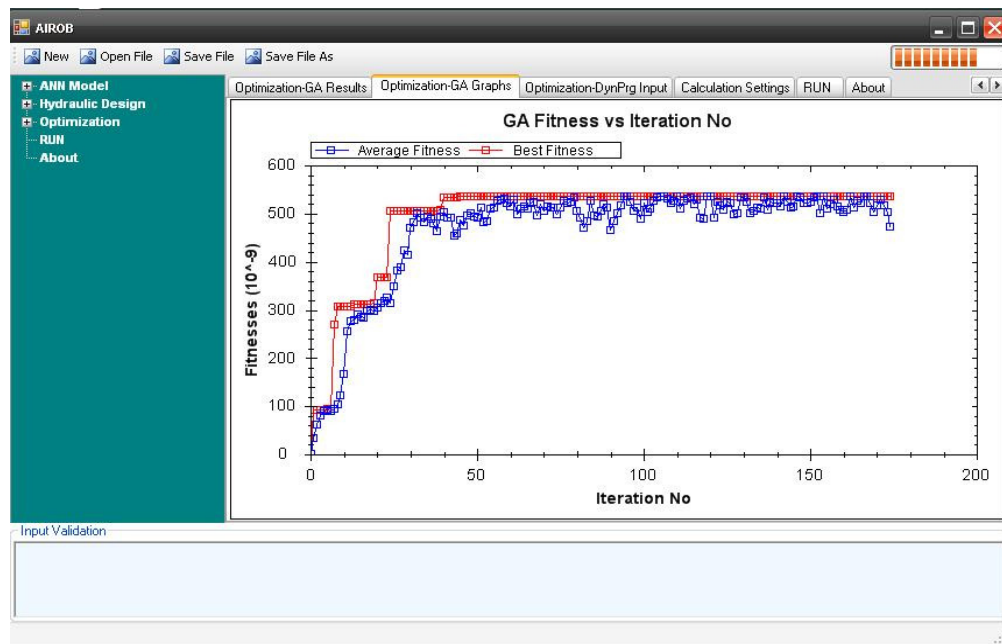 AIROB
New Open File Save File Save File As
ANN Model
Hydraulic Design
Optimization
RUN
About
Optimization-GA Results Optimization-GA Graphs Optimization-DynPrg Input Calculation Settings RUN About
GA Fitness vs Iteration No
Average Fitness Best Fitness
Fitnesses (10^-9)
600
500
400
300
200
100
0
0 50 100 150 200
Iteration No
Input Validation